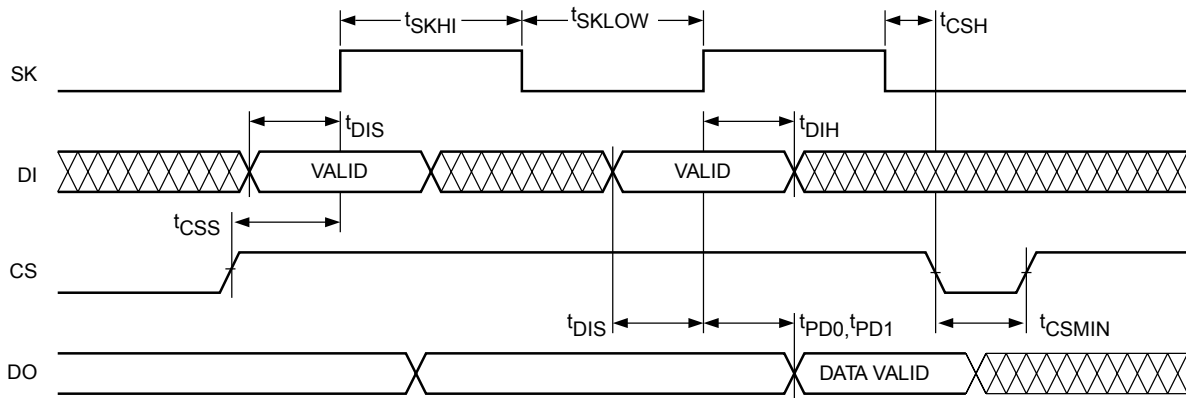 tSKHI tSKLOW tCSH
SK
tDIS tDIH
DI VALID VALID
tCSS
CS
tDIS tPD0,tPD1 tCSMIN
DO DATA VALID